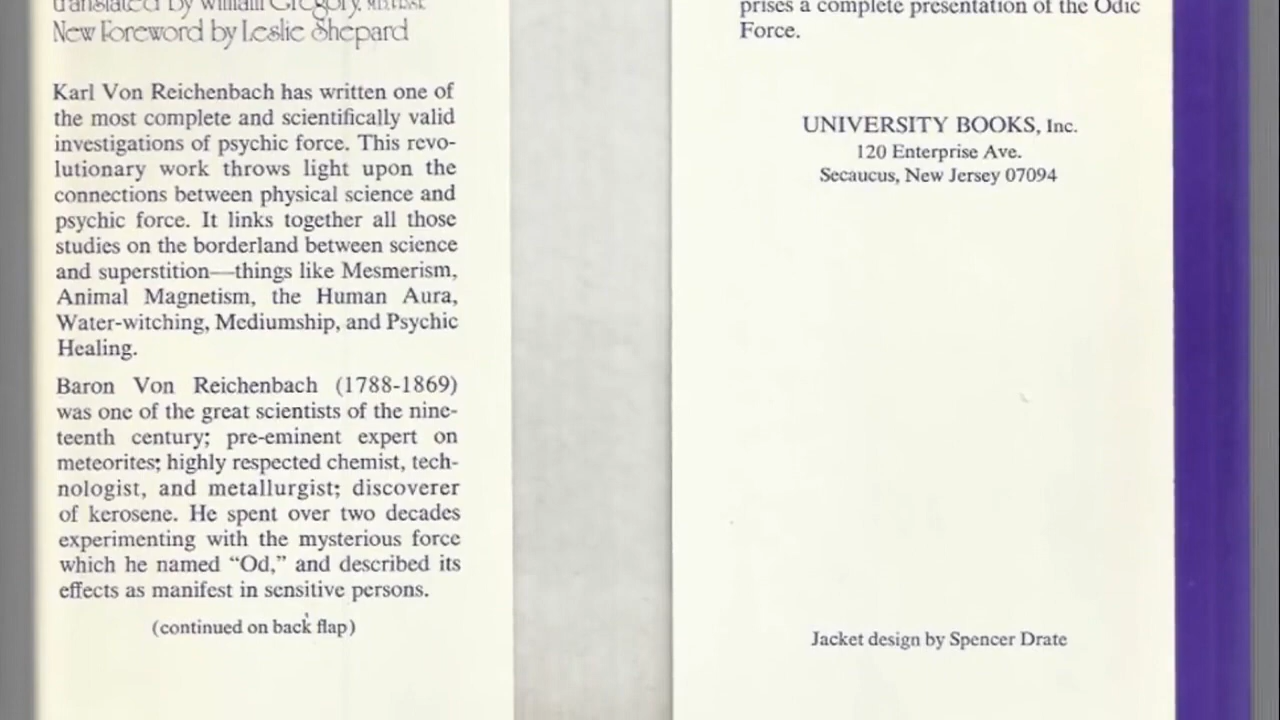 translated by William Gregory,
New Foreword by Leslie Shepard
Karl Von Reichenbach has written one of
the most complete and scientifically valid
investigations of psychic force. This revo-
lutionary work throws light upon the
connections between physical science and
psychic force. It links together all those
studies on the borderland between science
and superstition—things like Mesmerism,
Animal Magnetism, the Human Aura,
Water-witching, Mediumship, and Psychic
Healing.
Baron Von Reichenbach (1788-1869)
was one of the great scientists of the nine-
teenth century; pre-eminent expert on
meteorites; highly respected chemist, tech-
nologist, and metallurgist; discoverer
of kerosene. He spent over two decades
experimenting with the mysterious force
which he named “Od,” and described its
effects as manifest in sensitive persons.
(continued on back flap)
prises a complete presentation of the Odic
Force.
UNIVERSITY BOOKS, Inc.
120 Enterprise Ave.
Secaucus, New Jersey 07094
Jacket design by Spencer Drate